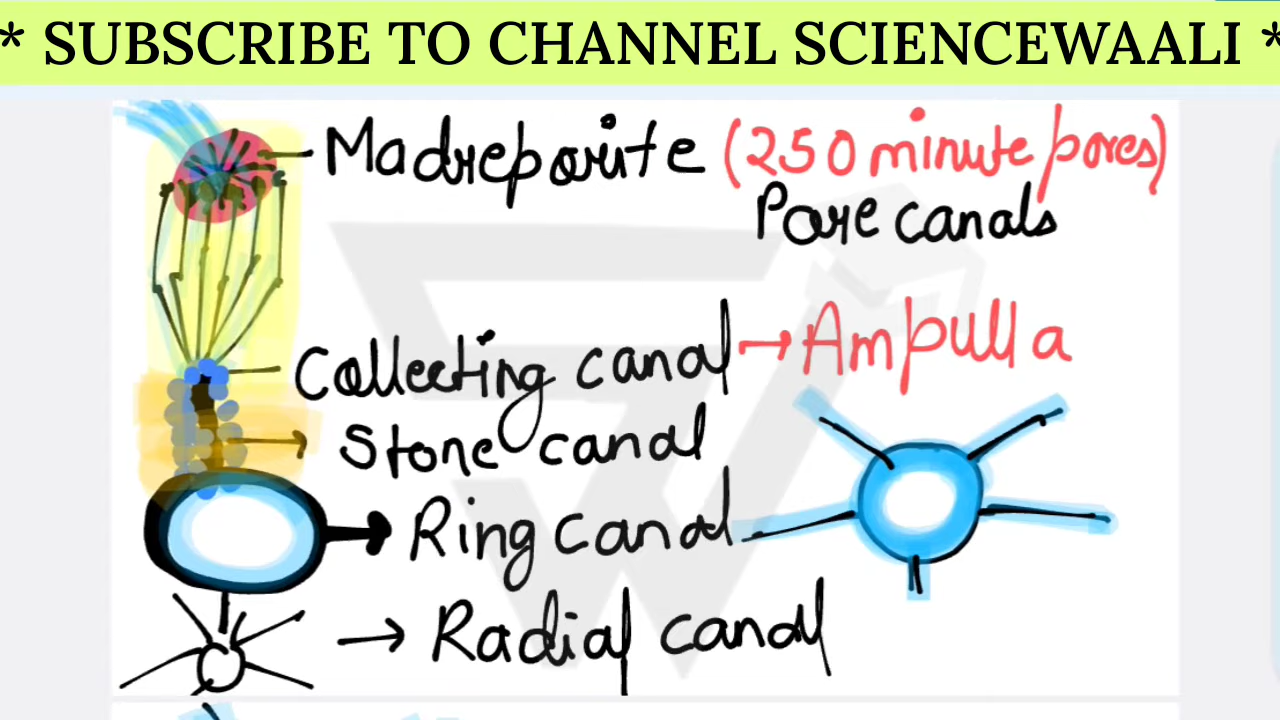 * SUBSCRIBE TO CHANNEL SCIENCEWAALI *
Madreporite (250 minute pores)
Pore canals
Collecting canal → Ampulla
Stone canal
Ring canal
→ Radial canal